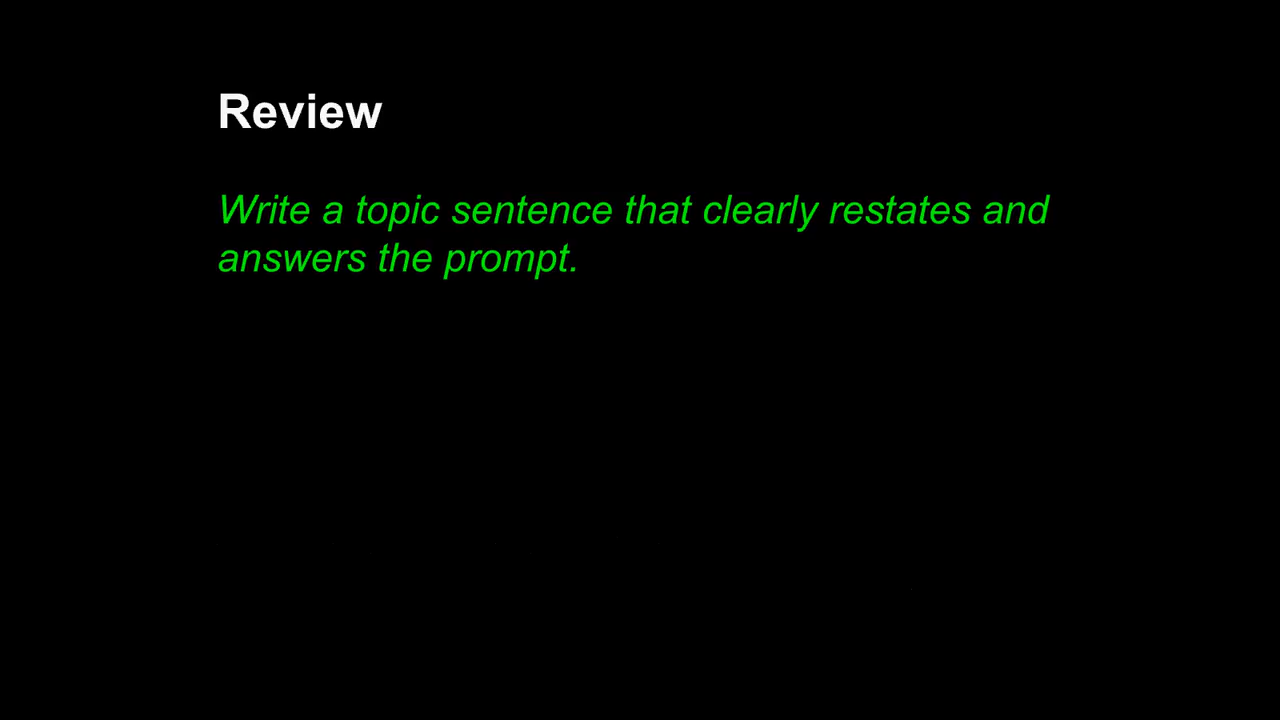 Review
Write a topic sentence that clearly restates and
answers the prompt.